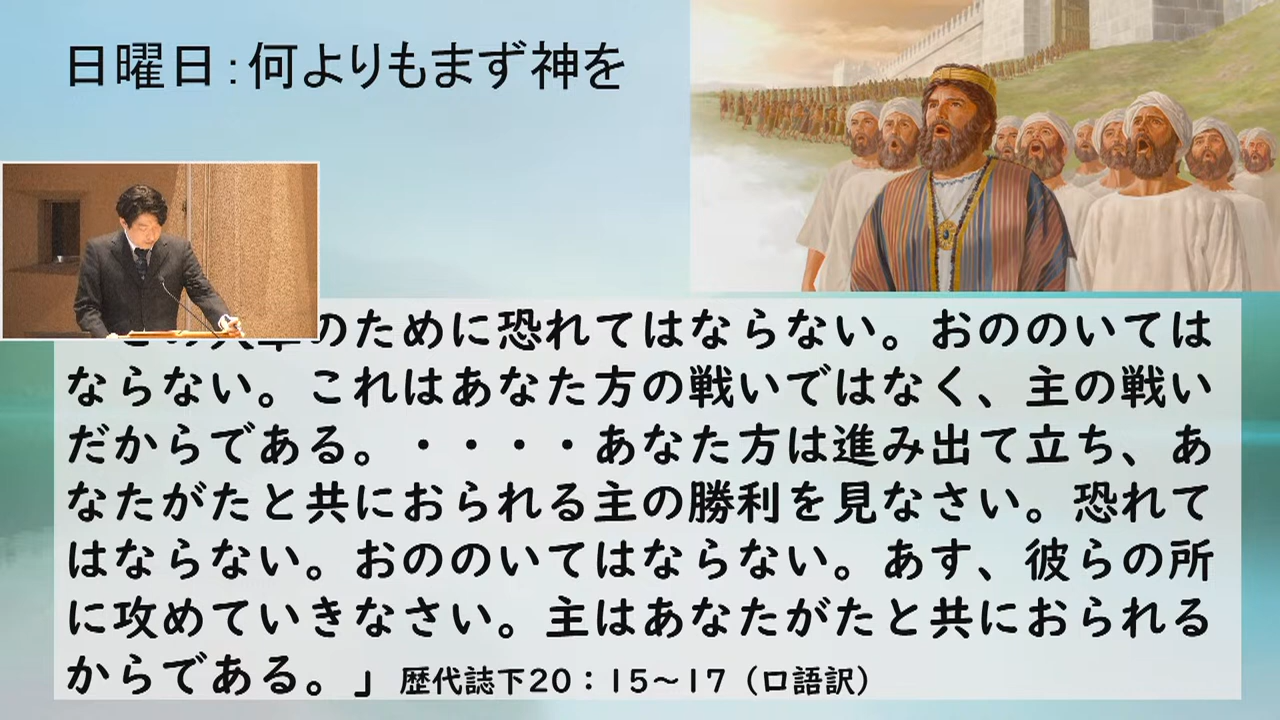 日曜日：何よりもまず神を
のために恐れてはならない。おののいては
ならない。これはあなた方の戦いではなく、主の戦い
だからである。・・・・あなた方は進み出て立ち、あ
なたがたと共におられる主の勝利を見なさい。恐れて
はならない。おののいてはならない。あす、彼らの所
に攻めていきなさい。主はあなたがたと共におられる
からである。」歴代誌下20：15～17（口語訳）